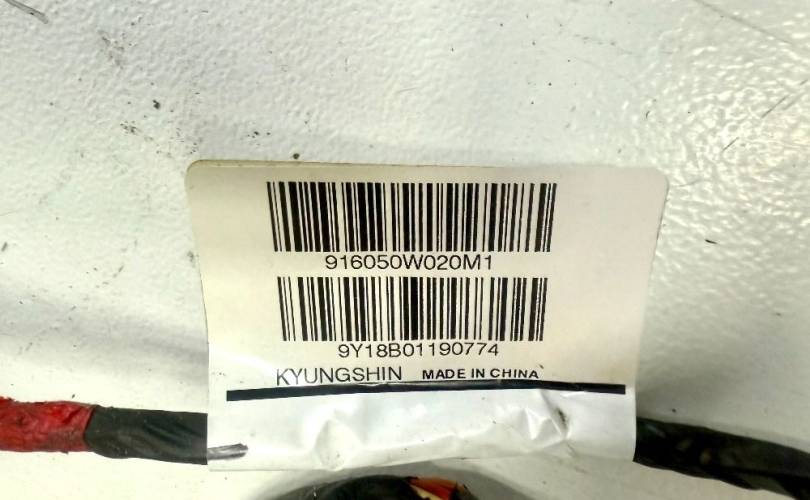 916050W020M1
9Y18B01190774
KYUNGSHIN MADE IN CHINA